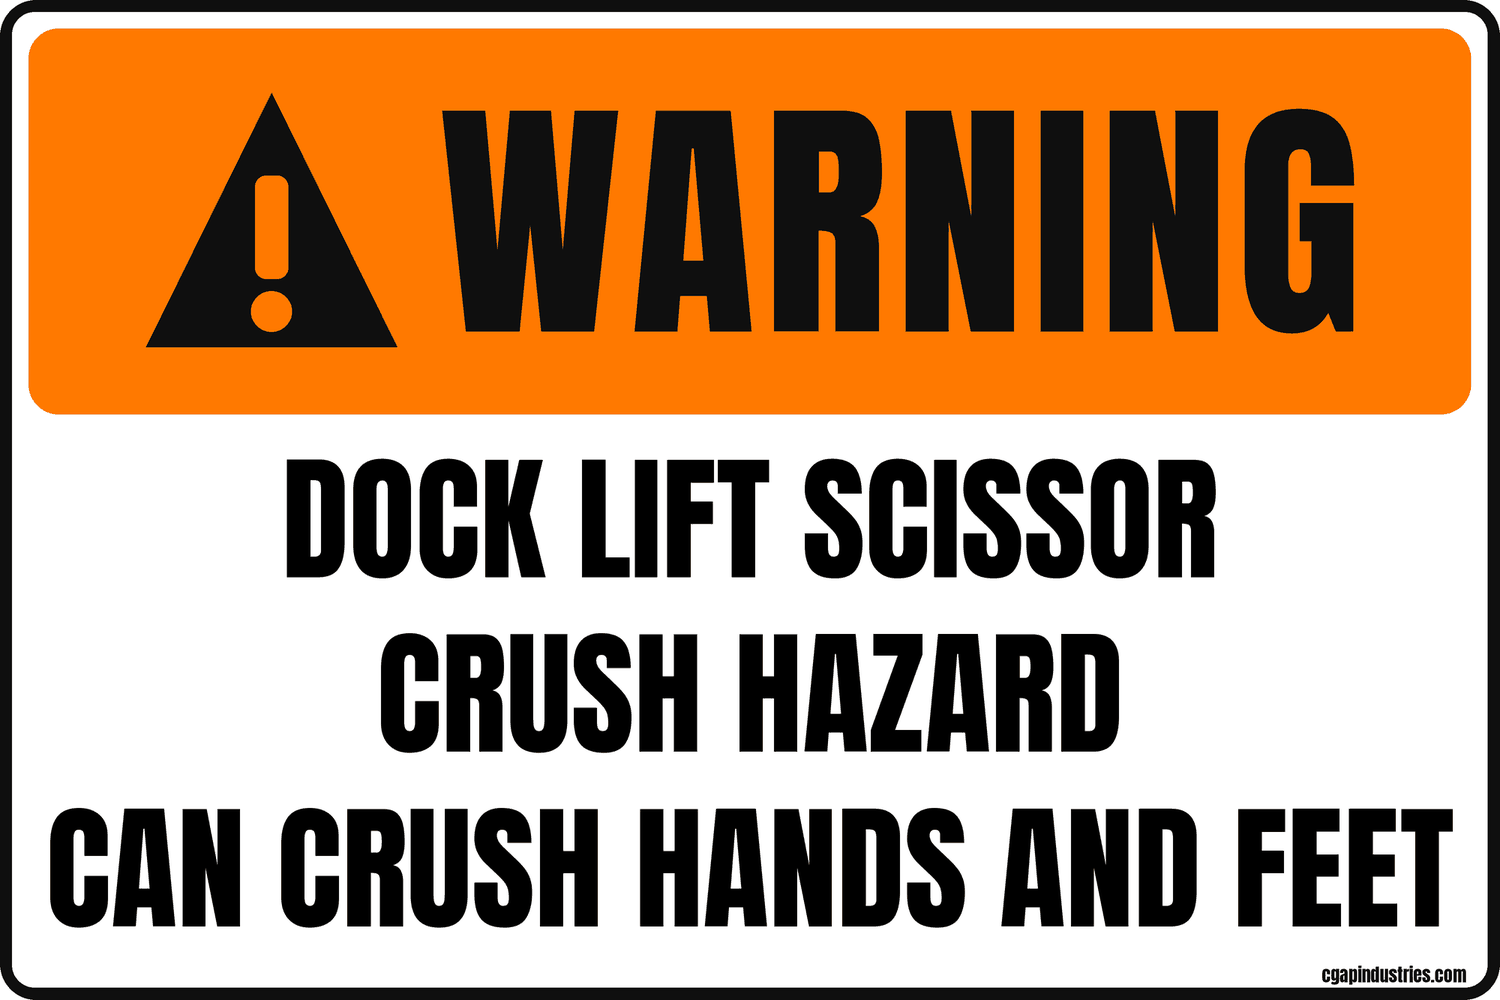 WARNING
DOCK LIFT SCISSOR
CRUSH HAZARD
CAN CRUSH HANDS AND FEET
cgapindustries.com